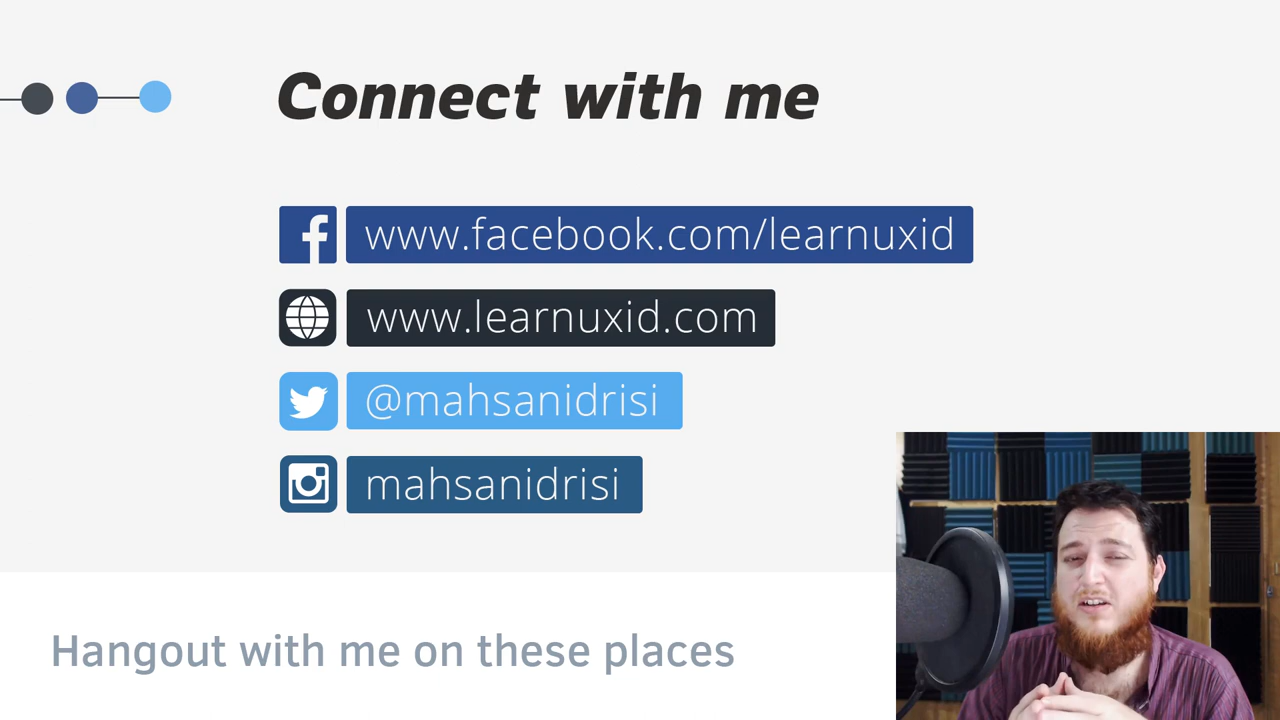 Connect with me
www.facebook.com/learnuxid
www.learnuxid.com
@mahsanidrisi
mahsanidrisi
Hangout with me on these places